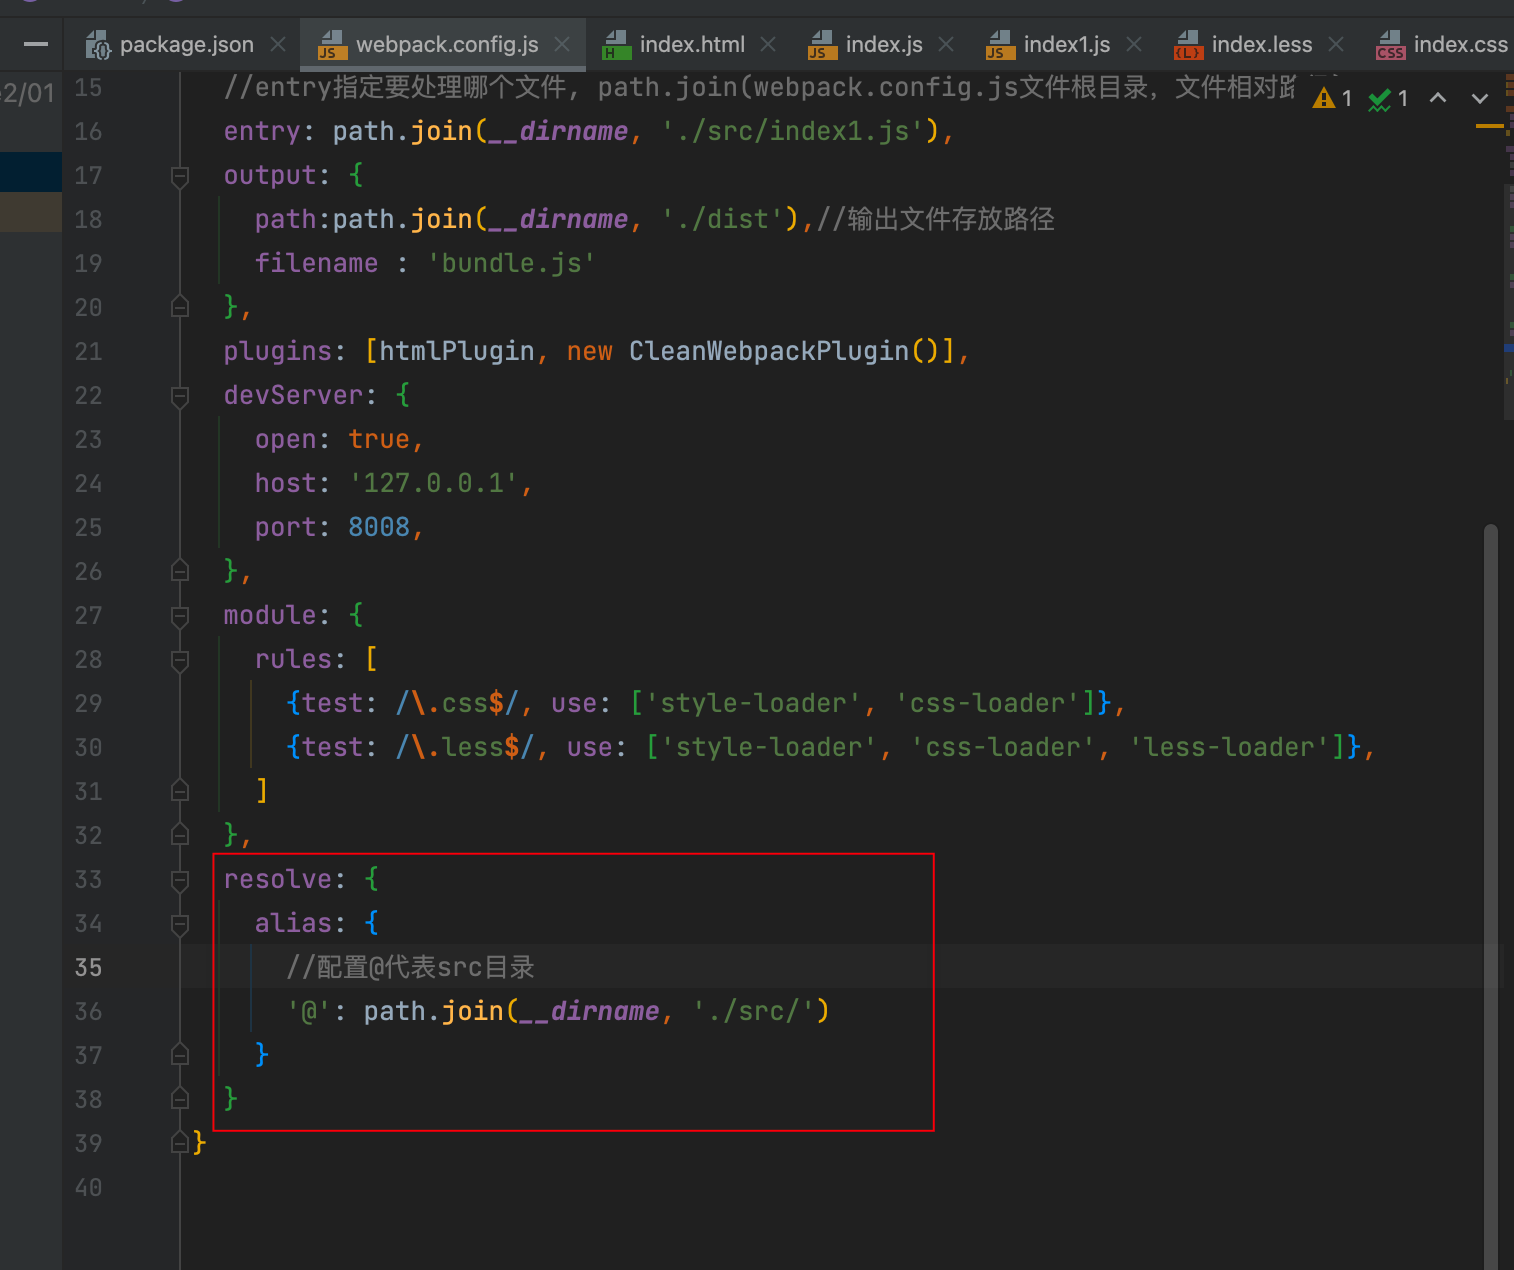 package.json webpack.config.js index.html index.js index1.js index.less index.css
2/01
15 //entry指定要处理哪个文件, path.join(webpack.config.js文件根目录, 文件相对路 1 1
16 entry: path.join(__dirname, './src/index1.js'),
17 output: {
18 path:path.join(__dirname, './dist'),//输出文件存放路径
19 filename : 'bundle.js'
20 },
21 plugins: [htmlPlugin, new CleanWebpackPlugin()],
22 devServer: {
23 open: true,
24 host: '127.0.0.1',
25 port: 8008,
26 },
27 module: {
28 rules: [
29 {test: /\.css$/, use: ['style-loader', 'css-loader']},
30 {test: /\.less$/, use: ['style-loader', 'css-loader', 'less-loader']},
31 ]
32 },
33 resolve: {
34 alias: {
35 //配置@代表src目录
36 '@': path.join(__dirname, './src/')
37 }
38 }
39 }
40